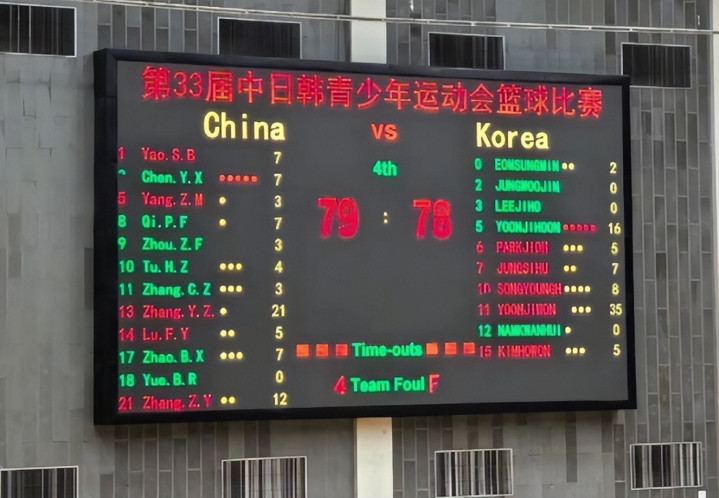 第33届中日韩青少年运动会篮球比赛
China vs Korea
4th
79 : 78
1 Yao.S.B 7
Chen.Y.X 7
5 Yang.Z.M 3
8 Qi.P.F 7
9 Zhou.Z.F 3
10 Tu.H.Z 4
11 Zhang.C.Z 3
13 Zhang.Y.Z. 21
14 Lu.F.Y 5
17 Zhao.B.X 7
18 Yue.B.R 0
21 Zhang.Z.Y 12
0 EOMSUNGMIN 2
2 JUNGWOOJIN 0
3 LEEJIHO 0
5 YOONJIHOON 16
6 PARKJIOH 5
7 JUNGSIHU 7
10 SONGYOUNGH 8
11 YOONJIWON 35
12 NAMKWANHUI 0
15 KIMHOWON 5
Time-outs
4 Team Foul F